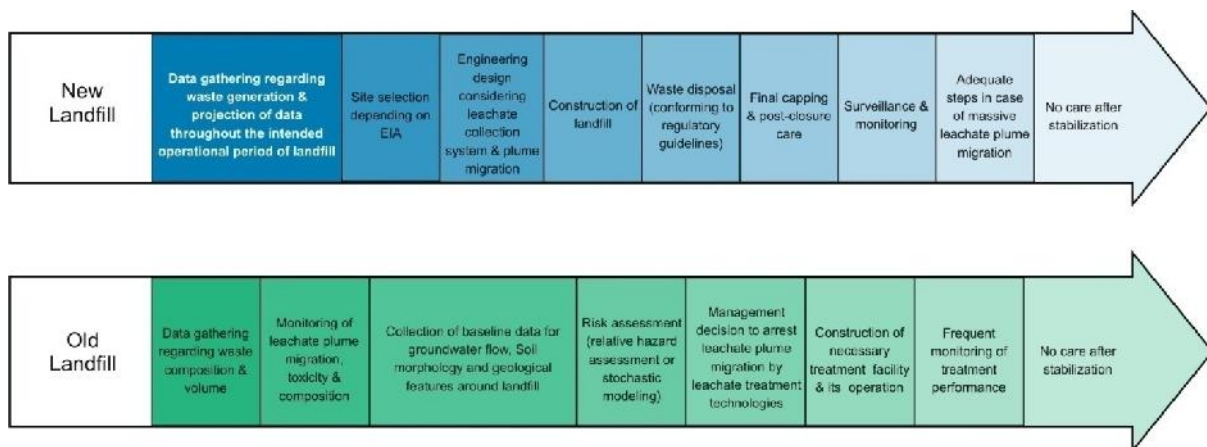 New
Landfill
Data gathering regarding
waste generation &
projection of data
throughout the intended
operational period of landfill
Site selection
depending on
EIA
Engineering
design
considering
leachate
collection
system & plume
migration
Construction of
landfill
Waste disposal
(conforming to
regulatory
guidelines)
Final capping
& post-closure
care
Surveillance &
monitoring
Adequate
steps in case
of massive
leachate plume
migration
No care after
stabilization
Old
Landfill
Data gathering
regarding waste
composition &
volume
Monitoring of
leachate plume
migration,
toxicity &
composition
Collection of baseline data for
groundwater flow, Soil
morphology and geological
features around landfill
Risk assessment
(relative hazard
assessment or
stochastic
modeling)
Management
decision to arrest
leachate plume
migration by
leachate treatment
technologies
Construction of
necessary
treatment facility
& its operation
Frequent
monitoring of
treatment
performance
No care after
stabilization